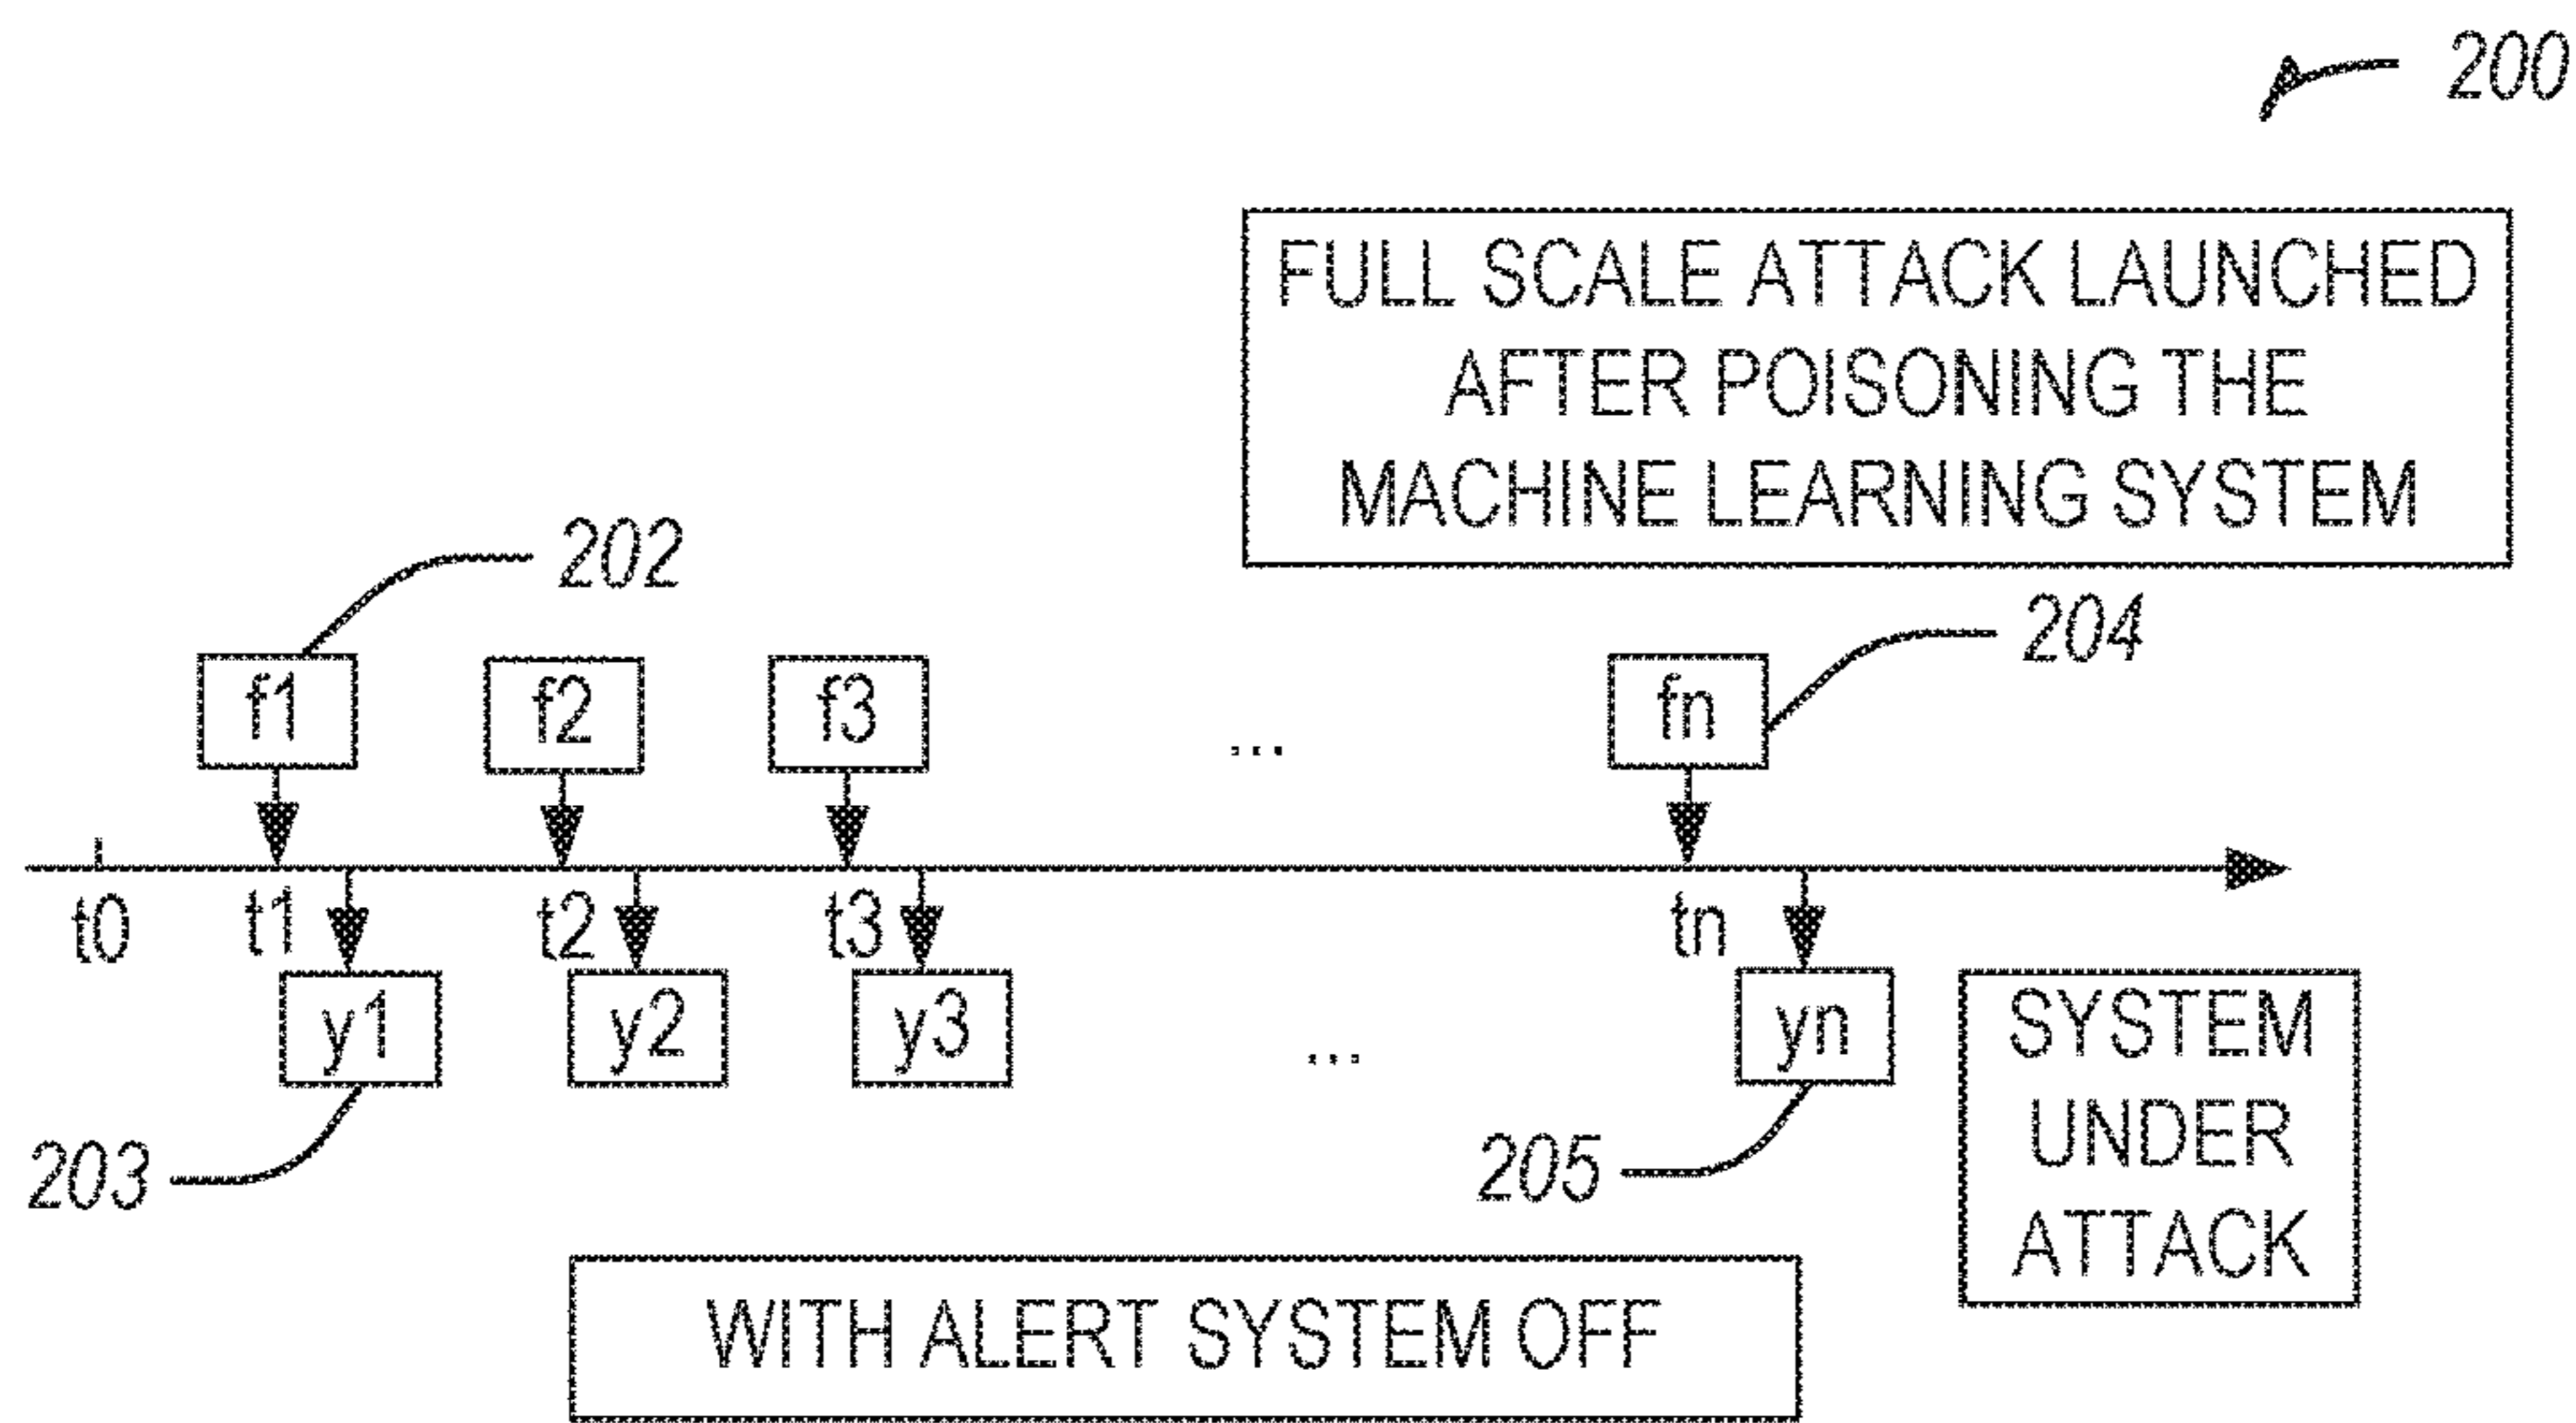 200
FULL SCALE ATTACK LAUNCHED
AFTER POISONING THE
MACHINE LEARNING SYSTEM
202
204
f1 f2 f3 ... fn
t0 t1 t2 t3 tn
y1 y2 y3 ... yn
SYSTEM
UNDER
ATTACK
203
205
WITH ALERT SYSTEM OFF